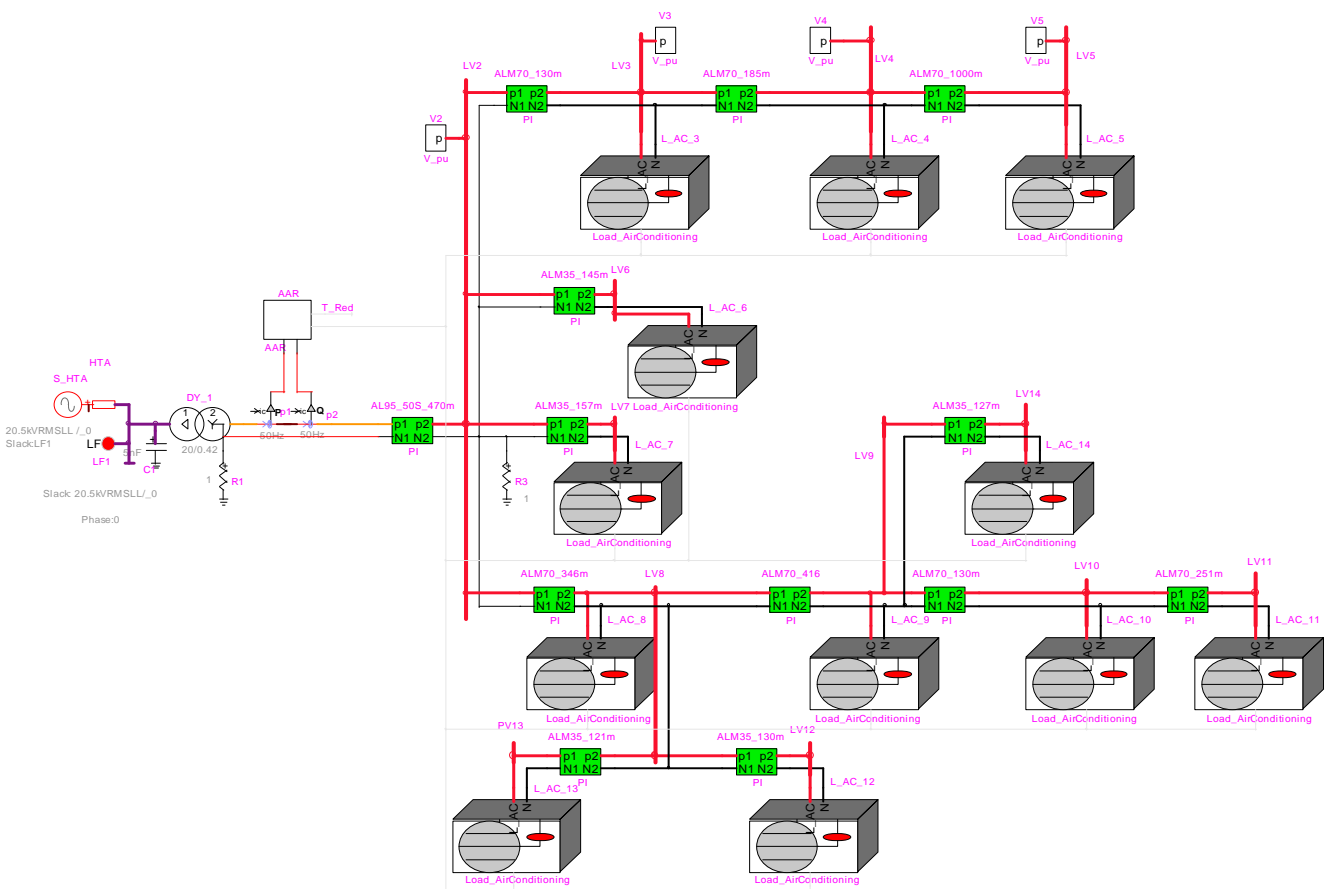 V3
V4
V5
p
p
p
V_pu
V_pu
V_pu
LV2
LV3
LV4
LV5
ALM70_130m
ALM70_185m
ALM70_1000m
p1 p2
N1 N2
PI
p1 p2
N1 N2
PI
p1 p2
N1 N2
PI
V2
p
V_pu
L_AC_3
L_AC_4
L_AC_5
AC
N
AC
N
AC
N
Load_AirConditioning
Load_AirConditioning
Load_AirConditioning
ALM35_145m
LV6
p1 p2
N1 N2
PI
L_AC_6
AC
N
Load_AirConditioning
AAR
T_Red
AAR
HTA
S_HTA
20.5kVRMSLL /_0
Slack:LF1
LF
LF1
5nF
C1
Slack: 20.5kVRMSLL/_0
Phase:0
DY_1
1
2
20/0.42
1
R1
P
p1
Q
p2
50Hz
50Hz
AL95_50S_470m
p1 p2
N1 N2
PI
R3
1
ALM35_157m
LV7
p1 p2
N1 N2
PI
L_AC_7
AC
N
Load_AirConditioning
LV9
ALM35_127m
LV14
p1 p2
N1 N2
PI
L_AC_14
AC
N
Load_AirConditioning
ALM70_346m
LV8
ALM70_416
ALM70_130m
LV10
ALM70_251m
LV11
p1 p2
N1 N2
PI
p1 p2
N1 N2
PI
p1 p2
N1 N2
PI
p1 p2
N1 N2
PI
L_AC_8
L_AC_9
L_AC_10
L_AC_11
AC
N
AC
N
AC
N
AC
N
Load_AirConditioning
Load_AirConditioning
Load_AirConditioning
Load_AirConditioning
PV13
ALM35_121m
ALM35_130m
LV12
p1 p2
N1 N2
PI
p1 p2
N1 N2
PI
L_AC_13
L_AC_12
AC
N
AC
N
Load_AirConditioning
Load_AirConditioning